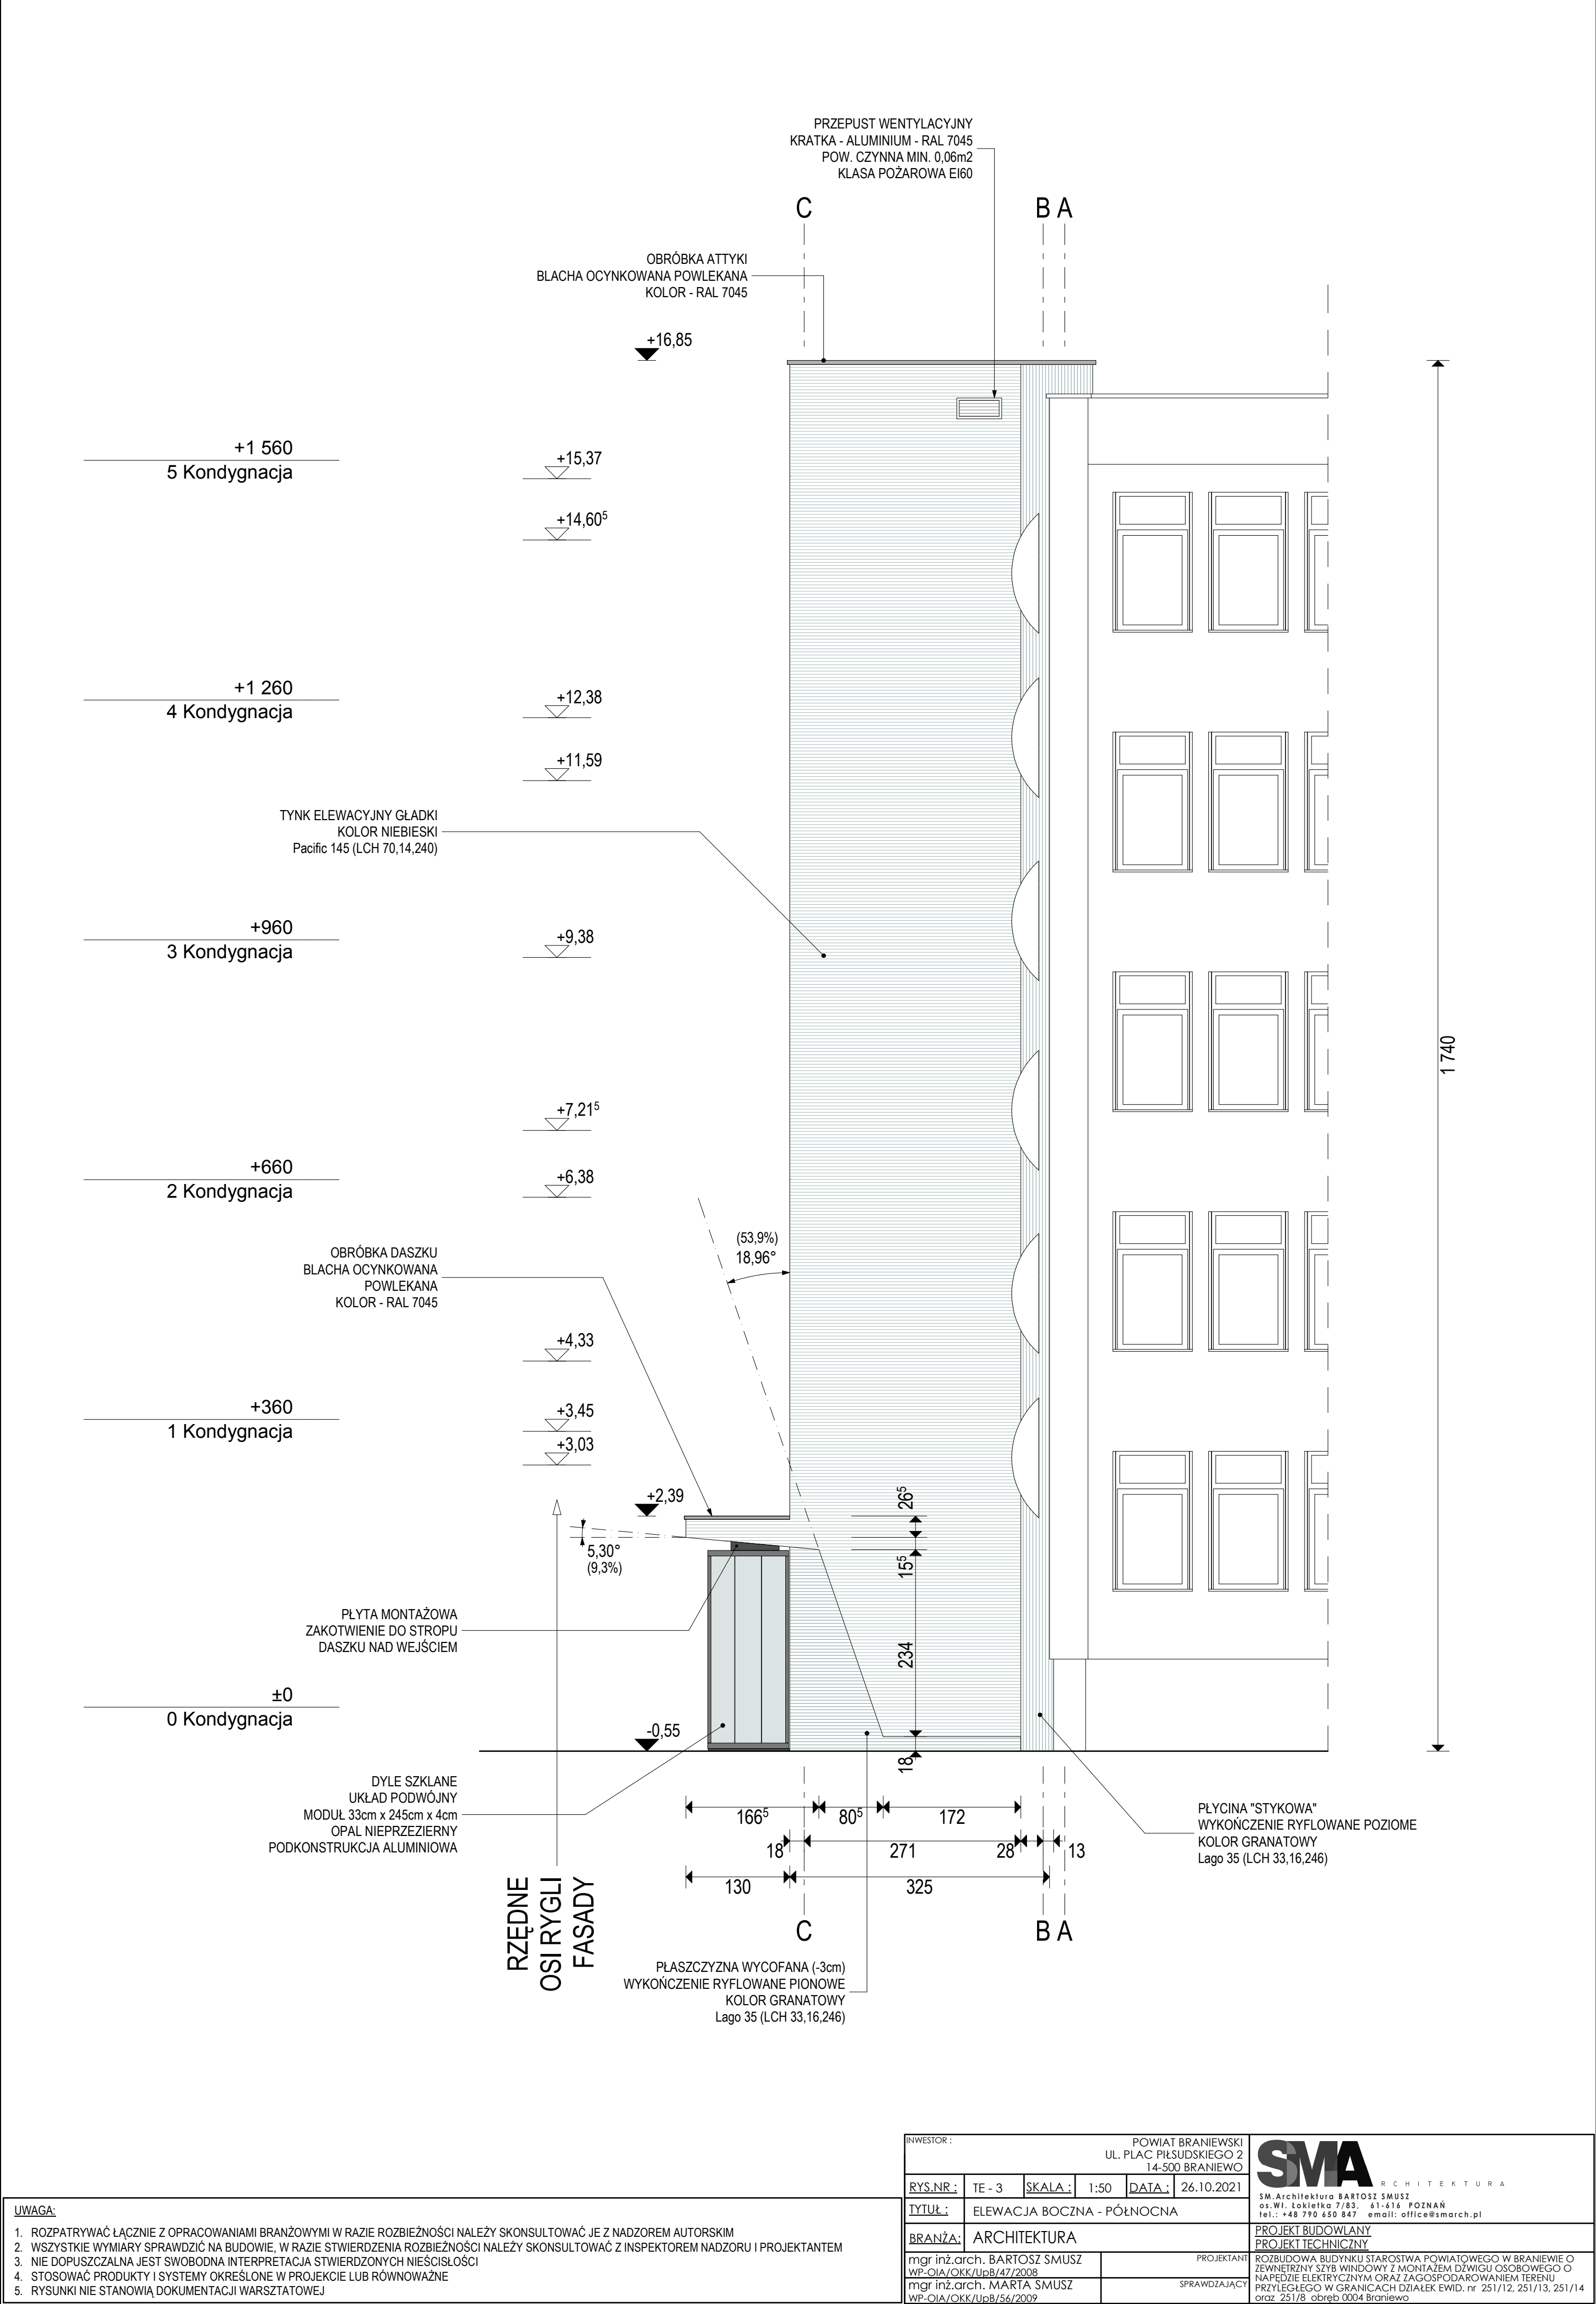 PRZEPUST WENTYLACYJNY
KRATKA - ALUMINIUM - RAL 7045
POW. CZYNNA MIN. 0,06m2
KLASA POŻAROWA EI60
C
B A
OBRÓBKA ATTYKI
BLACHA OCYNKOWANA POWLEKANA
KOLOR - RAL 7045
+16,85
+1 560
5 Kondygnacja
+15,37
+14,60⁵
+1 260
4 Kondygnacja
+12,38
+11,59
TYNK ELEWACYJNY GŁADKI
KOLOR NIEBIESKI
Pacific 145 (LCH 70,14,240)
+960
3 Kondygnacja
+9,38
1 740
+7,21⁵
+660
2 Kondygnacja
+6,38
(53,9%)
18,96°
OBRÓBKA DASZKU
BLACHA OCYNKOWANA
POWLEKANA
KOLOR - RAL 7045
+4,33
+360
1 Kondygnacja
+3,45
+3,03
+2,39
26⁵
5,30°
(9,3%)
15⁵
PŁYTA MONTAŻOWA
ZAKOTWIENIE DO STROPU
DASZKU NAD WEJŚCIEM
234
±0
0 Kondygnacja
-0,55
18
DYLE SZKLANE
UKŁAD PODWÓJNY
MODUŁ 33cm x 245cm x 4cm
OPAL NIEPRZEZIERNY
PODKONSTRUKCJA ALUMINIOWA
166⁵ 80⁵ 172
18 271 28 13
130 325
PŁYCINA "STYKOWA"
WYKOŃCZENIE RYFLOWANE POZIOME
KOLOR GRANATOWY
Lago 35 (LCH 33,16,246)
RZĘDNE
OSI RYGLI
FASADY
C
B A
PŁASZCZYZNA WYCOFANA (-3cm)
WYKOŃCZENIE RYFLOWANE PIONOWE
KOLOR GRANATOWY
Lago 35 (LCH 33,16,246)
UWAGA:
1. ROZPATRYWAĆ ŁĄCZNIE Z OPRACOWANIAMI BRANŻOWYMI W RAZIE ROZBIEŻNOŚCI NALEŻY SKONSULTOWAĆ JE Z NADZOREM AUTORSKIM
2. WSZYSTKIE WYMIARY SPRAWDZIĆ NA BUDOWIE, W RAZIE STWIERDZENIA ROZBIEŻNOŚCI NALEŻY SKONSULTOWAĆ Z INSPEKTOREM NADZORU I PROJEKTANTEM
3. NIE DOPUSZCZALNA JEST SWOBODNA INTERPRETACJA STWIERDZONYCH NIEŚCISŁOŚCI
4. STOSOWAĆ PRODUKTY I SYSTEMY OKREŚLONE W PROJEKCIE LUB RÓWNOWAŻNE
5. RYSUNKI NIE STANOWIĄ DOKUMENTACJI WARSZTATOWEJ
INWESTOR :
POWIAT BRANIEWSKI
UL. PLAC PIŁSUDSKIEGO 2
14-500 BRANIEWO
RYS.NR : TE - 3 SKALA : 1:50 DATA : 26.10.2021
TYTUŁ : ELEWACJA BOCZNA - PÓŁNOCNA
BRANŻA: ARCHITEKTURA
mgr inż.arch. BARTOSZ SMUSZ PROJEKTANT
WP-OIA/OKK/UpB/47/2008
mgr inż.arch. MARTA SMUSZ SPRAWDZAJĄCY
WP-OIA/OKK/UpB/56/2009
SMA RCHITEKTURA
SM.Architektura BARTOSZ SMUSZ
os.Wł. Łokietka 7/83, 61-616 POZNAŃ
tel.: +48 790 650 847 email: office@smarch.pl
PROJEKT BUDOWLANY
PROJEKT TECHNICZNY
ROZBUDOWA BUDYNKU STAROSTWA POWIATOWEGO W BRANIEWIE O
ZEWNĘTRZNY SZYB WINDOWY Z MONTAŻEM DŹWIGU OSOBOWEGO O
NAPĘDZIE ELEKTRYCZNYM ORAZ ZAGOSPODAROWANIEM TERENU
PRZYLEGŁEGO W GRANICACH DZIAŁEK EWID. nr 251/12, 251/13, 251/14
oraz 251/8 obręb 0004 Braniewo